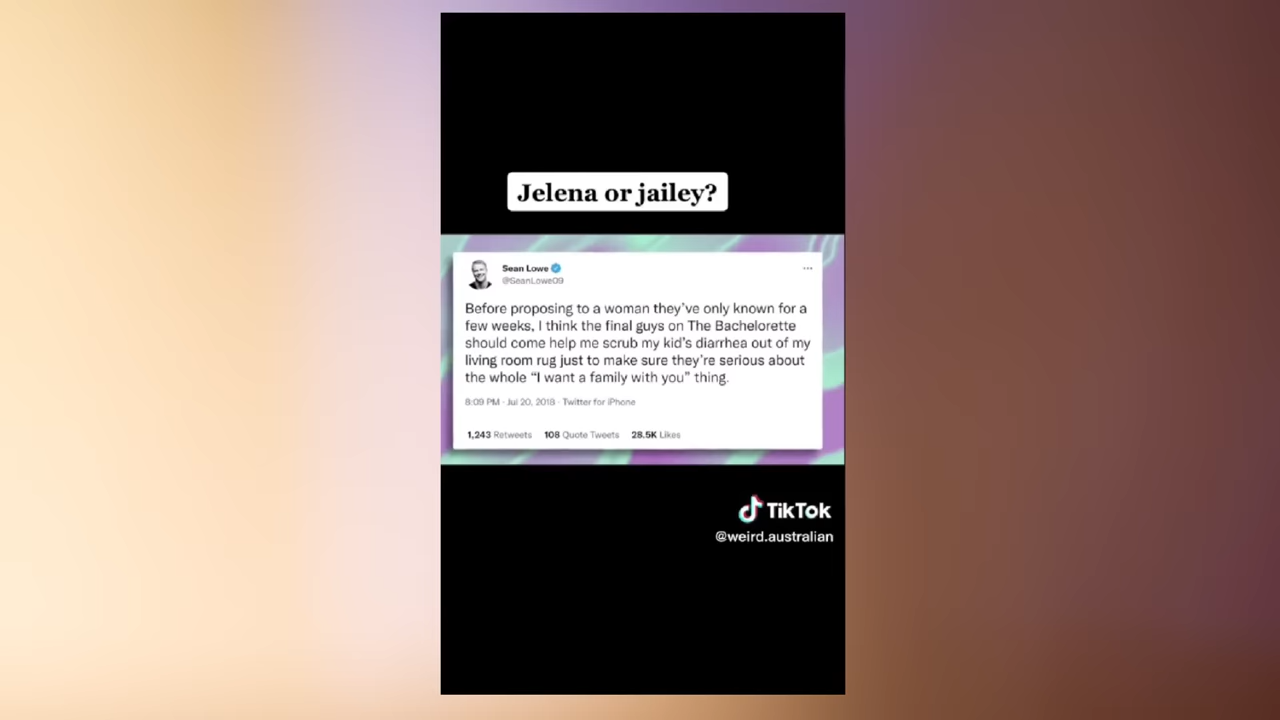 Jelena or jailey?
Sean Lowe
@SeanLowe09
Before proposing to a woman they've only known for a
few weeks, I think the final guys on The Bachelorette
should come help me scrub my kid's diarrhea out of my
living room rug just to make sure they're serious about
the whole “I want a family with you” thing.
8:09 PM · Jul 20, 2018 · Twitter for iPhone
1,243 Retweets 108 Quote Tweets 28.5K Likes
TikTok
@weird.australian